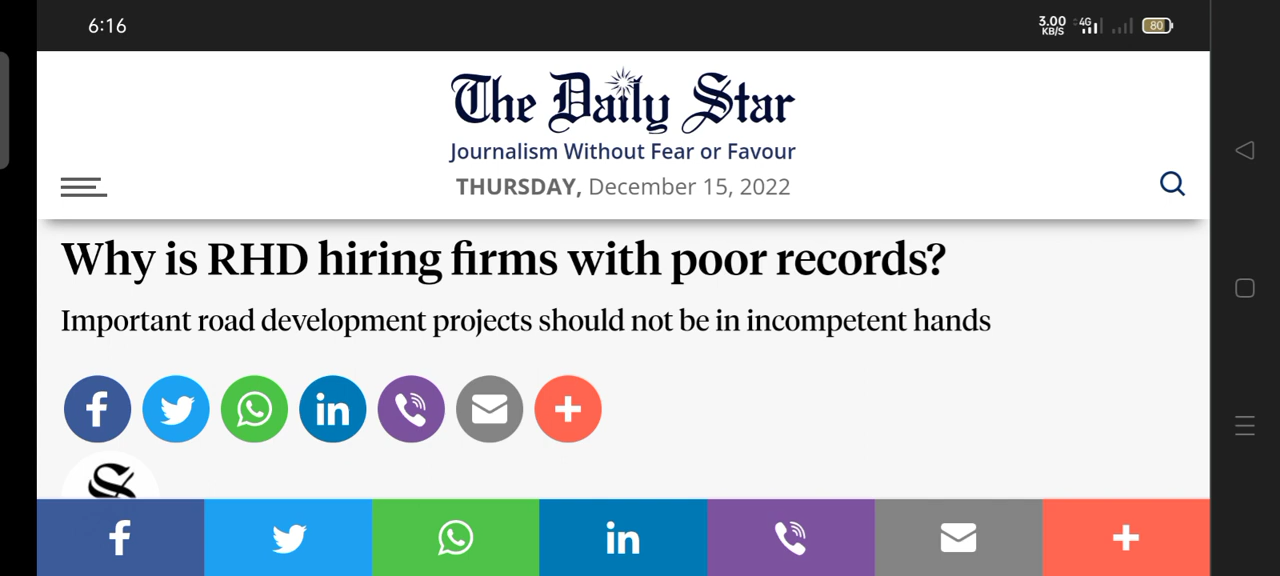 6:16
3.00
KB/S
4G
80
The Daily Star
Journalism Without Fear or Favour
THURSDAY, December 15, 2022
Why is RHD hiring firms with poor records?
Important road development projects should not be in incompetent hands